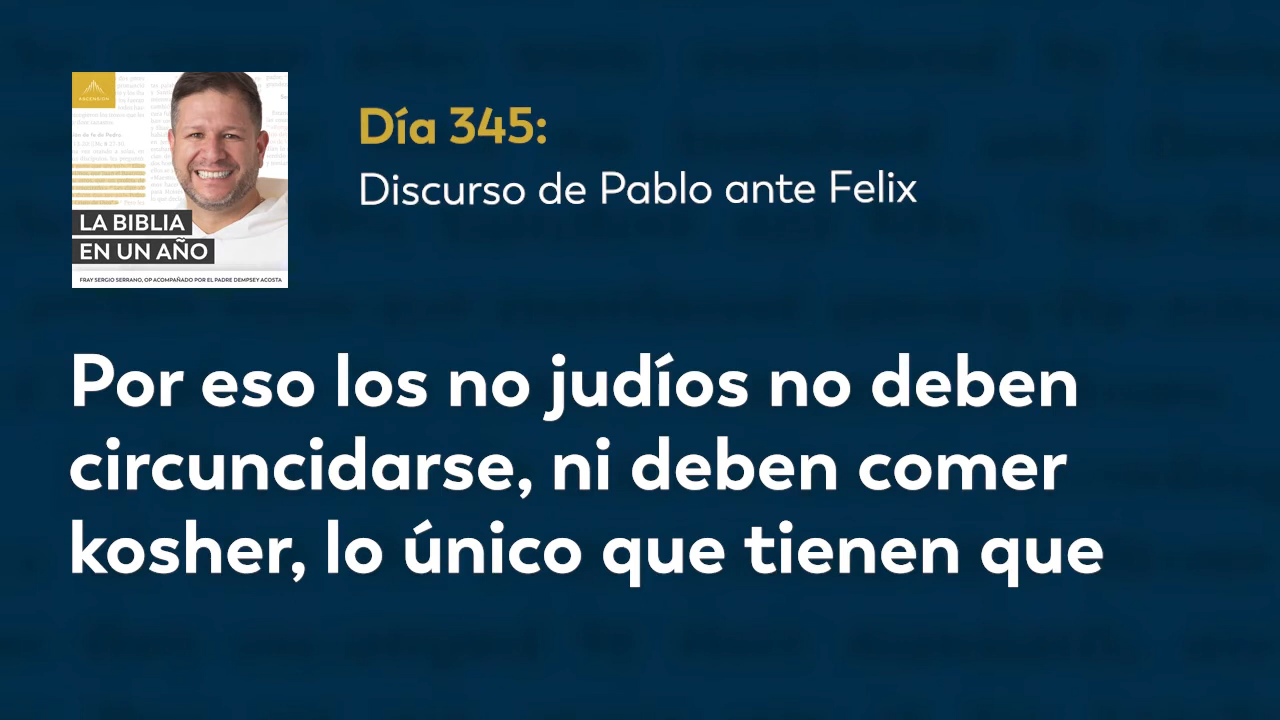 ASCENSION
LA BIBLIA
EN UN AÑO
FRAY SERGIO SERRANO, OP ACOMPAÑADO POR EL PADRE DEMPSEY ACOSTA
Día 345:
Discurso de Pablo ante Felix
Por eso los no judíos no deben
circuncidarse, ni deben comer
kosher, lo único que tienen que